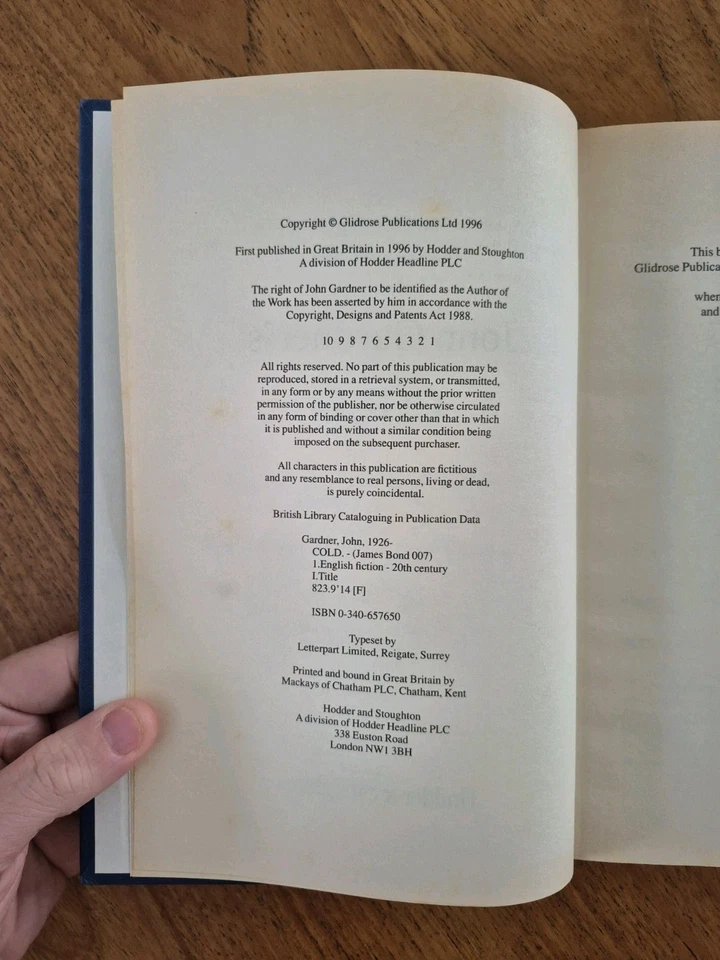 Copyright © Glidrose Publications Ltd 1996
First published in Great Britain in 1996 by Hodder and Stoughton
A division of Hodder Headline PLC
The right of John Gardner to be identified as the Author of
the Work has been asserted by him in accordance with the
Copyright, Designs and Patents Act 1988.
10 9 8 7 6 5 4 3 2 1
All rights reserved. No part of this publication may be
reproduced, stored in a retrieval system, or transmitted,
in any form or by any means without the prior written
permission of the publisher, nor be otherwise circulated
in any form of binding or cover other than that in which
it is published and without a similar condition being
imposed on the subsequent purchaser.
All characters in this publication are fictitious
and any resemblance to real persons, living or dead,
is purely coincidental.
British Library Cataloguing in Publication Data
Gardner, John, 1926-
COLD. - (James Bond 007)
1.English fiction - 20th century
I.Title
823.9'14 [F]
ISBN 0-340-657650
Typeset by
Letterpart Limited, Reigate, Surrey
Printed and bound in Great Britain by
Mackays of Chatham PLC, Chatham, Kent
Hodder and Stoughton
A division of Hodder Headline PLC
338 Euston Road
London NW1 3BH
This
Glidrose
when
and